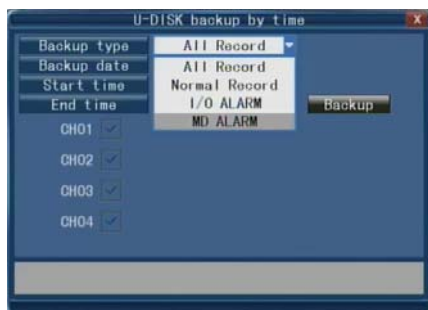 U-DISK backup by time X
Backup type All Record
Backup date All Record
Start time Normal Record
End time I/O ALARM Backup
MD ALARM
CH01
CH02
CH03
CH04